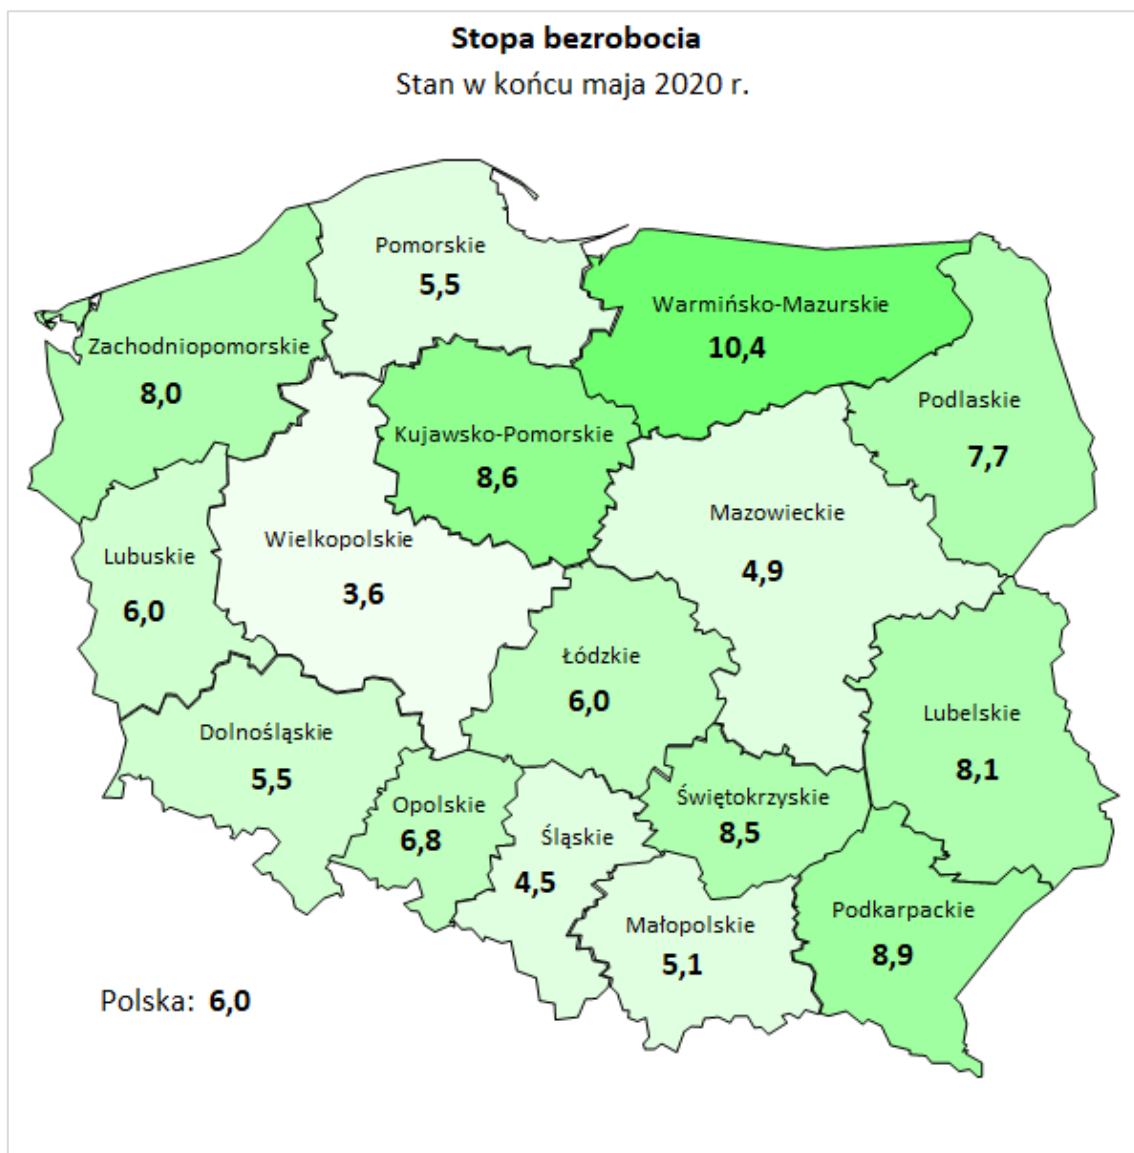 Stopa bezrobocia
Stan w końcu maja 2020 r.
Pomorskie
5,5
Warmińsko-Mazurskie
10,4
Zachodniopomorskie
8,0
Podlaskie
7,7
Kujawsko-Pomorskie
8,6
Mazowieckie
4,9
Wielkopolskie
3,6
Lubuskie
6,0
Łódzkie
6,0
Lubelskie
8,1
Dolnośląskie
5,5
Opolskie
6,8
Śląskie
4,5
Świętokrzyskie
8,5
Małopolskie
5,1
Podkarpackie
8,9
Polska: 6,0